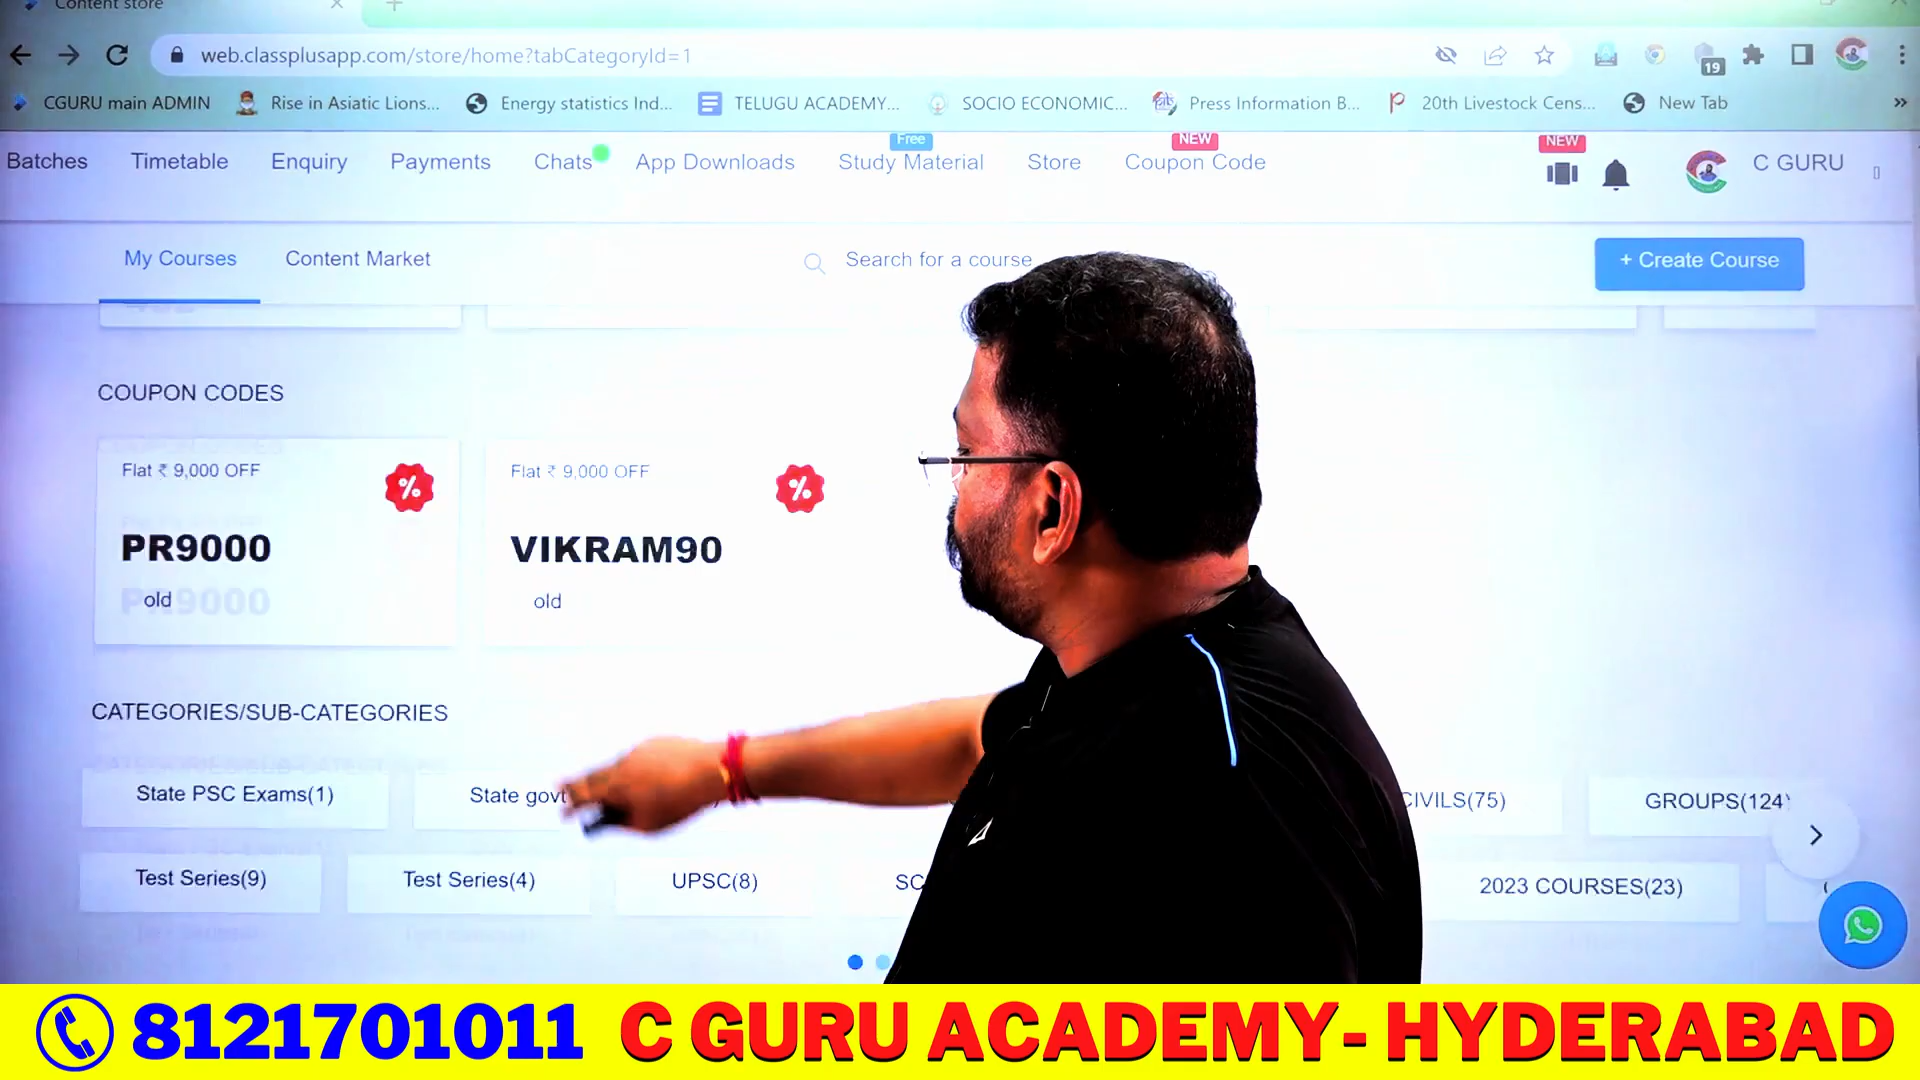 Content store
web.classplusapp.com/store/home?tabCategoryId=1
19
CGURU main ADMIN
Rise in Asiatic Lions...
Energy statistics Ind...
TELUGU ACADEMY...
SOCIO ECONOMIC...
Press Information B...
20th Livestock Cens...
New Tab
Batches
Timetable
Enquiry
Payments
Chats
App Downloads
Free
Study Material
Store
NEW
Coupon Code
NEW
C GURU
My Courses
Content Market
Search for a course
+ Create Course
COUPON CODES
Flat ₹ 9,000 OFF
PR9000
old
Flat ₹ 9,000 OFF
VIKRAM90
old
CATEGORIES/SUB-CATEGORIES
State PSC Exams(1)
State govt
CIVILS(75)
GROUPS(124)
Test Series(9)
Test Series(4)
UPSC(8)
2023 COURSES(23)
8121701011 C GURU ACADEMY- HYDERABAD